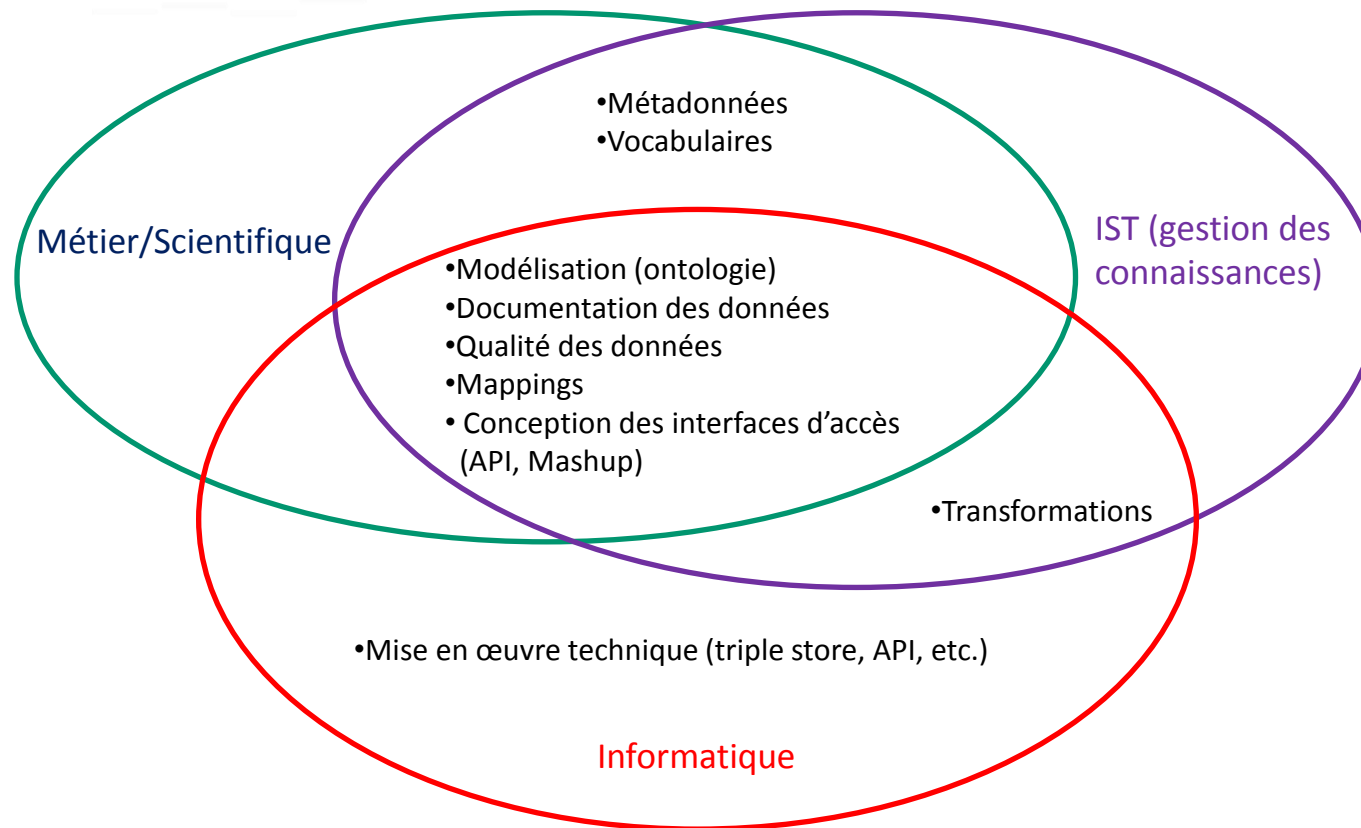 •Métadonnées
•Vocabulaires
Métier/Scientifique
IST (gestion des
connaissances)
•Modélisation (ontologie)
•Documentation des données
•Qualité des données
•Mappings
• Conception des interfaces d’accès
(API, Mashup)
•Transformations
•Mise en œuvre technique (triple store, API, etc.)
Informatique